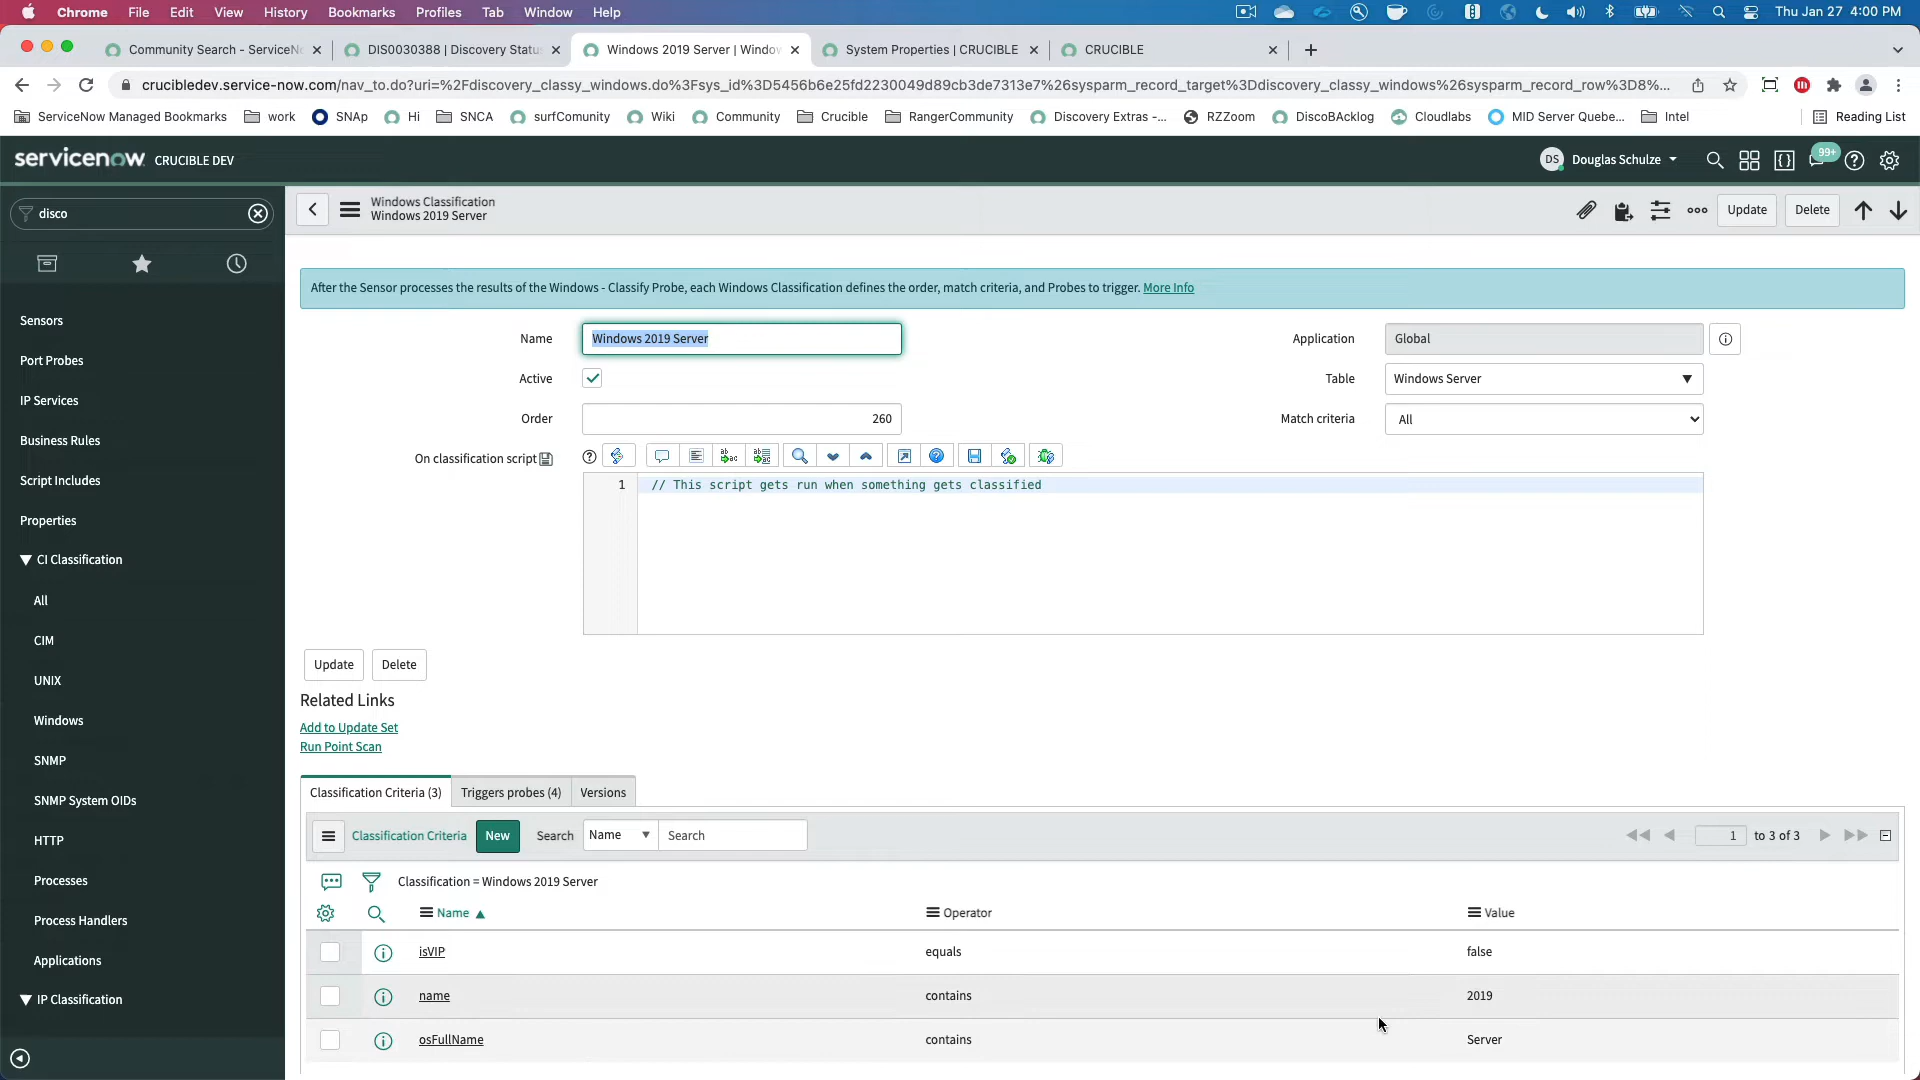 Chrome File Edit View History Bookmarks Profiles Tab Window Help Thu Jan 27 4:00 PM
Community Search - ServiceN DIS0030388 | Discovery Status Windows 2019 Server | Windo System Properties | CRUCIBLE CRUCIBLE
crucibledev.service-now.com/nav_to.do?uri=%2Fdiscovery_classy_windows.do%3Fsys_id%3D5456b6e25fd2230049d89cb3de7313e7%26sysparm_record_target%3Ddiscovery_classy_windows%26sysparm_record_row%3D8%...
ServiceNow Managed Bookmarks work SNAp Hi SNCA surfComunity Wiki Community Crucible RangerCommunity Discovery Extras -... RZZoom DiscoBAcklog Cloudlabs MID Server Quebe... Intel Reading List
servicenow CRUCIBLE DEV DS Douglas Schulze 99+
disco
Windows Classification
Windows 2019 Server
Update Delete
Sensors
Port Probes
IP Services
Business Rules
Script Includes
Properties
CI Classification
All
CIM
UNIX
Windows
SNMP
SNMP System OIDs
HTTP
Processes
Process Handlers
Applications
IP Classification
After the Sensor processes the results of the Windows - Classify Probe, each Windows Classification defines the order, match criteria, and Probes to trigger. More Info
Name Windows 2019 Server Application Global
Active Table Windows Server
Order 260 Match criteria All
On classification script
1 // This script gets run when something gets classified
Update Delete
Related Links
Add to Update Set
Run Point Scan
Classification Criteria (3) Triggers probes (4) Versions
Classification Criteria New Search Name Search 1 to 3 of 3
Classification = Windows 2019 Server
Name Operator Value
isVIP equals false
name contains 2019
osFullName contains Server